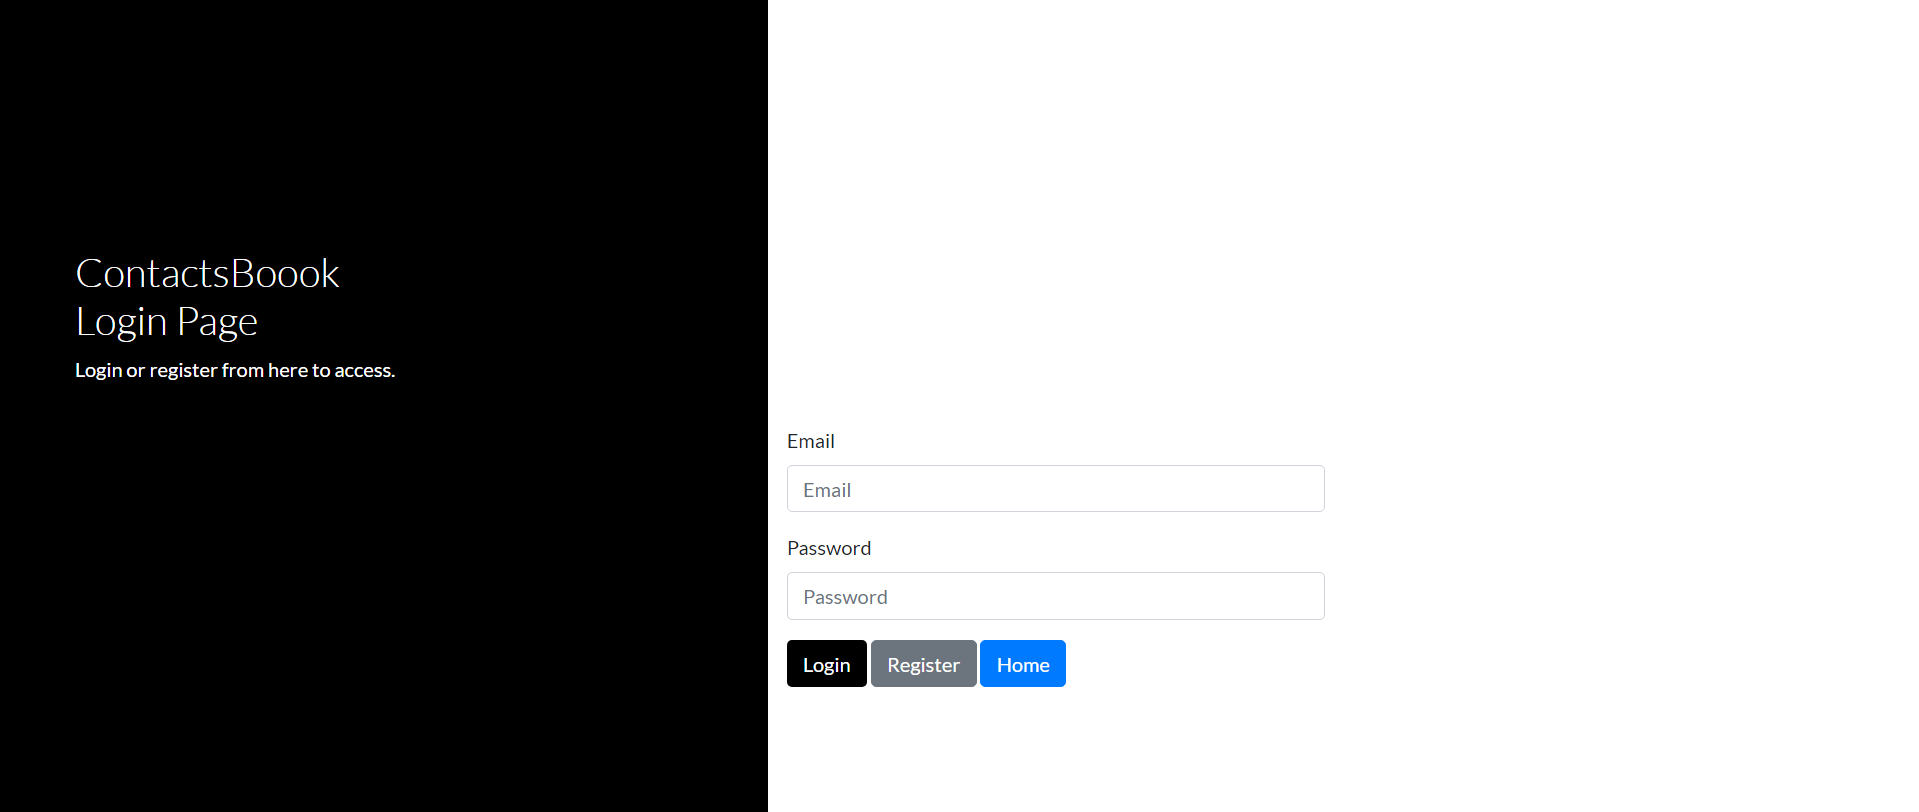 ContactsBoook
Login Page
Login or register from here to access.
Email
Email
Password
Password
Login Register Home